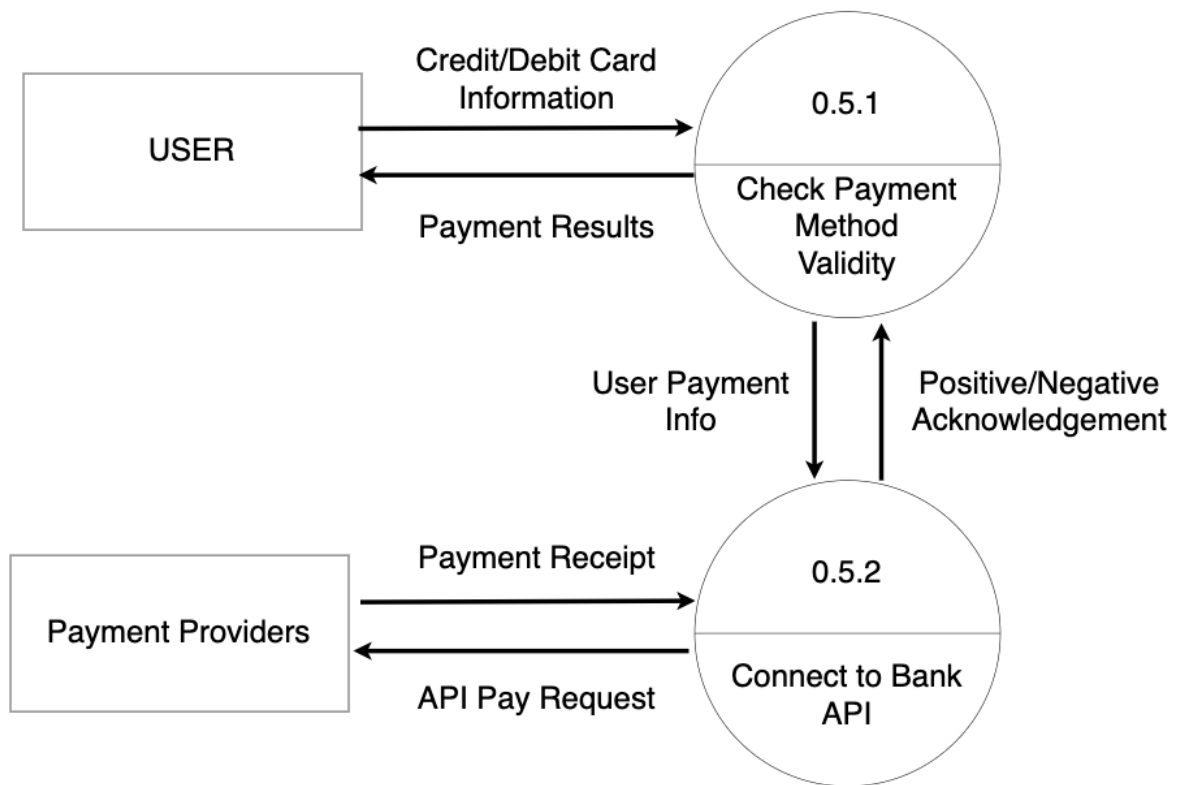 Credit/Debit Card
Information
USER
Payment Results
0.5.1
Check Payment
Method
Validity
User Payment
Info
Positive/Negative
Acknowledgement
Payment Receipt
Payment Providers
API Pay Request
0.5.2
Connect to Bank
API